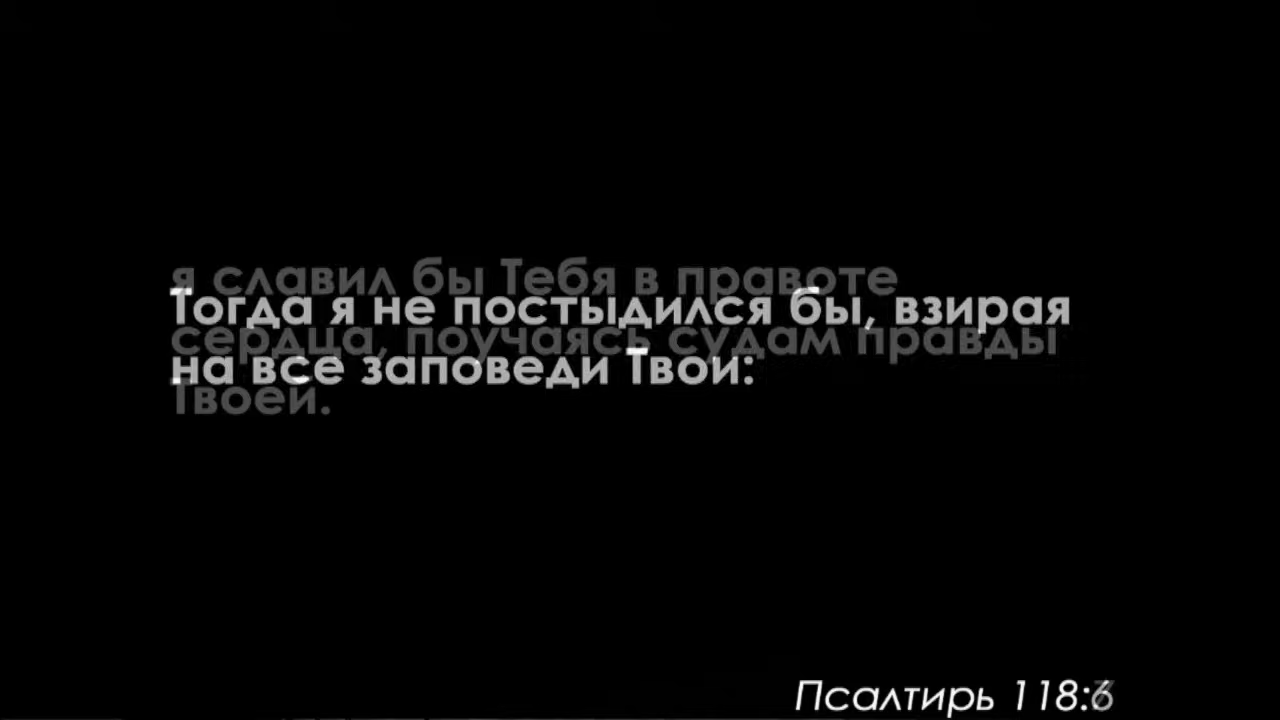 я славил бы Тебя в правоте
Тогда я не постыдился бы, взирая
сердца, поучаясь судам правды
на все заповеди Твои:
Твоей.
Псалтирь 118:6